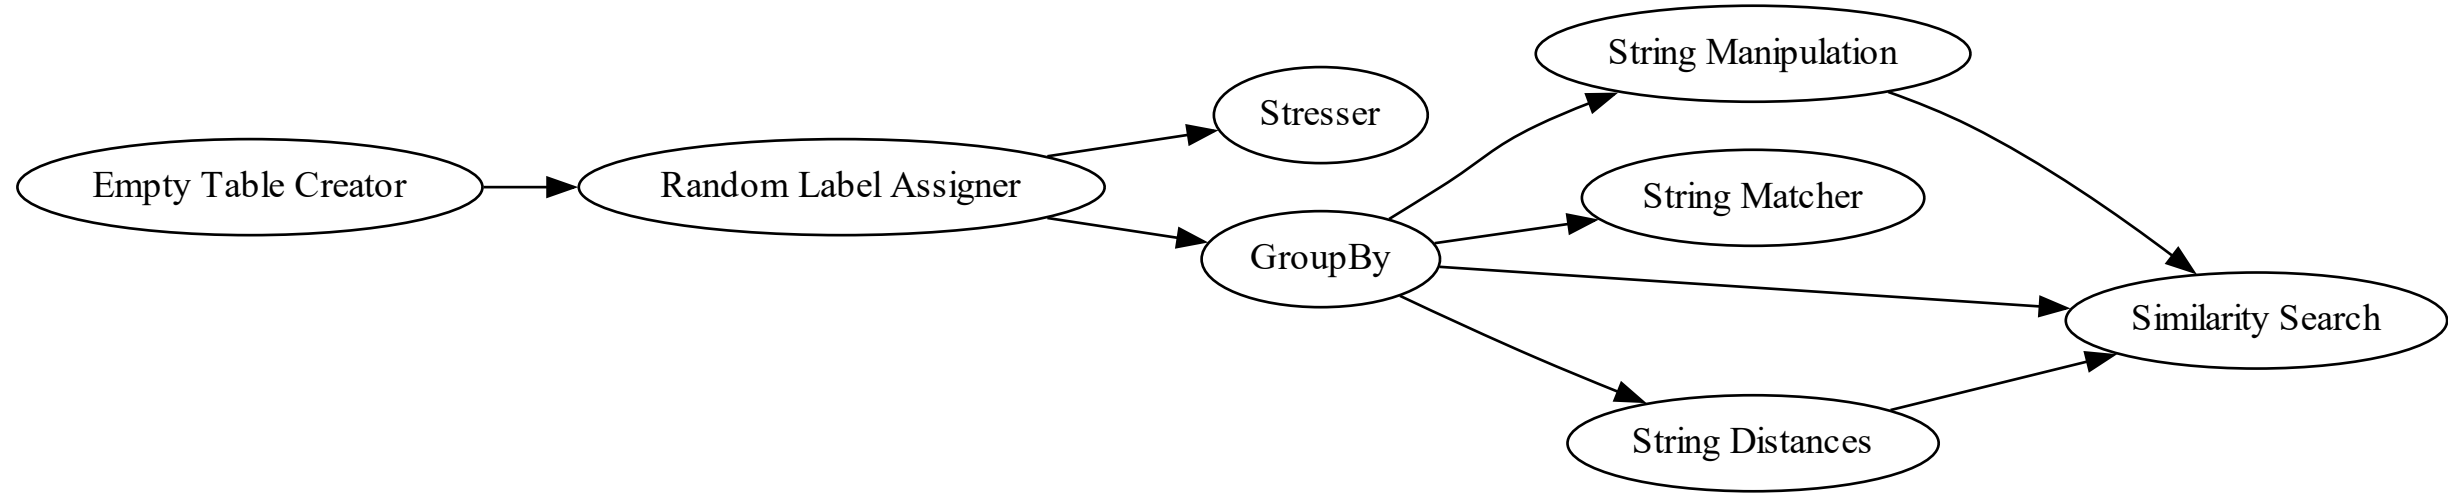 Empty Table Creator
Random Label Assigner
Stresser
GroupBy
String Manipulation
String Matcher
String Distances
Similarity Search